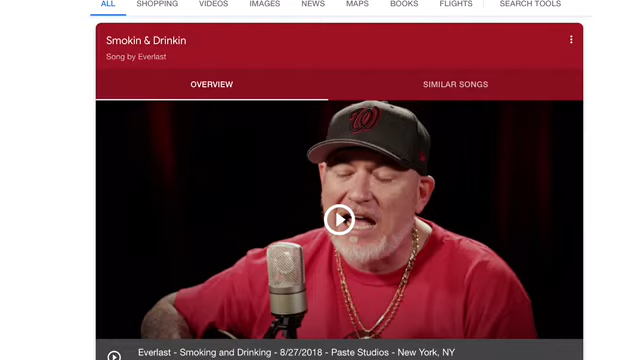 ALL SHOPPING VIDEOS IMAGES NEWS MAPS BOOKS FLIGHTS SEARCH TOOLS
Smokin & Drinkin
Song by Everlast
OVERVIEW SIMILAR SONGS
W
Everlast - Smoking and Drinking - 8/27/2018 - Paste Studios - New York, NY